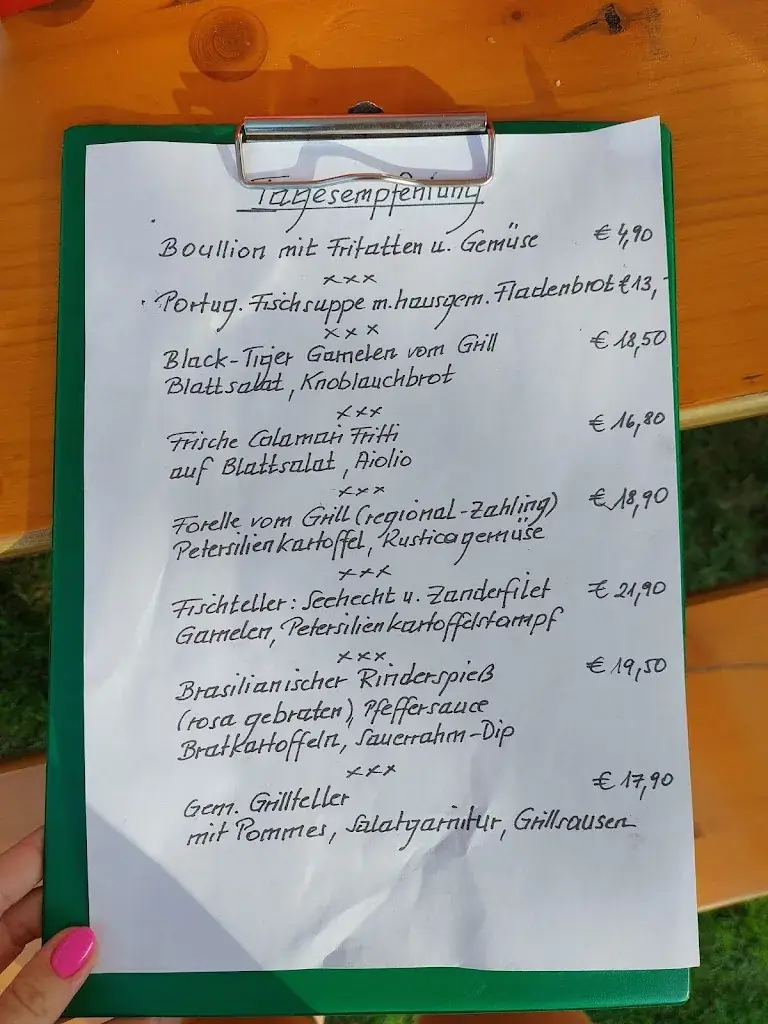 Tagesempfehlung
Boullion mit Fritatten u. Gemüse € 4,90
xxx
Portug. Fischsuppe m. hausgem. Fladenbrot €13,-
xxx
Black-Tiger Garnelen vom Grill € 18,50
Blattsalat, Knoblauchbrot
xxx
Frische Calamari Fritti € 16,80
auf Blattsalat, Aiolio
xxx
Forelle vom Grill (regional-Zahling) € 18,90
Petersilienkartoffel, Rusticagemüse
xxx
Fischteller: Seehecht u. Zanderfilet € 21,90
Garnelen, Petersilienkartoffelstampf
xxx
Brasilianischer Rinderspieß € 19,50
(rosa gebraten), Pfeffersauce
Bratkartoffeln, Sauerrahm-Dip
xxx
Gem. Grillteller € 17,90
mit Pommes, Salatgarnitur, Grillsausen